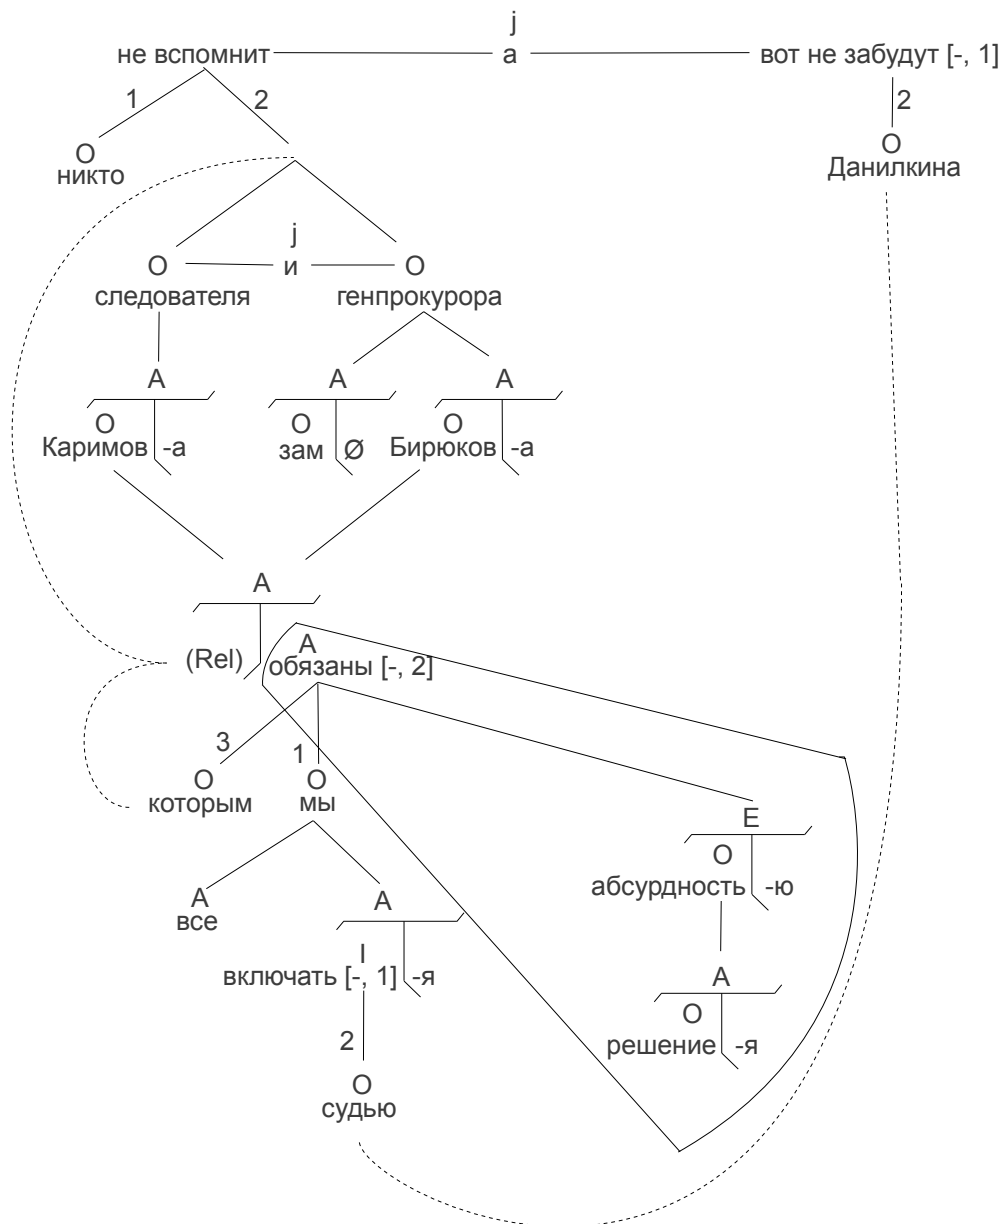 j
не вспомнит а вот не забудут [-, 1]
1 2 2
О О
никто Данилкина
j
О и О
следователя генпрокурора
А А А
О О О
Каримов -а зам Ø Бирюков -а
А
(Rel) А
обязаны [-, 2]
3 1
О О
которым мы
Е
О
абсурдность -ю
А А
все
I
включать [-, 1] -я
А
О
решение -я
2
О
судью